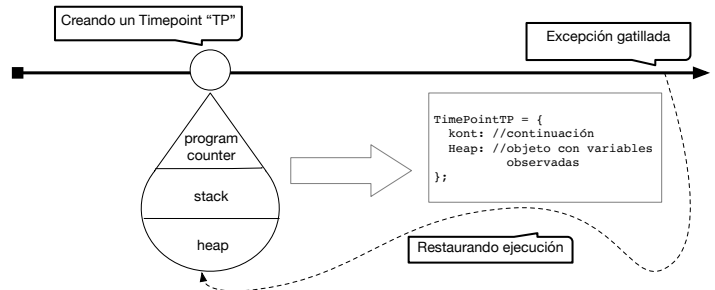 Creando un Timepoint “TP”
Excepción gatillada
program
counter
stack
heap
TimePointTP = {
kont: //continuación
Heap: //objeto con variables
observadas
};
Restaurando ejecución